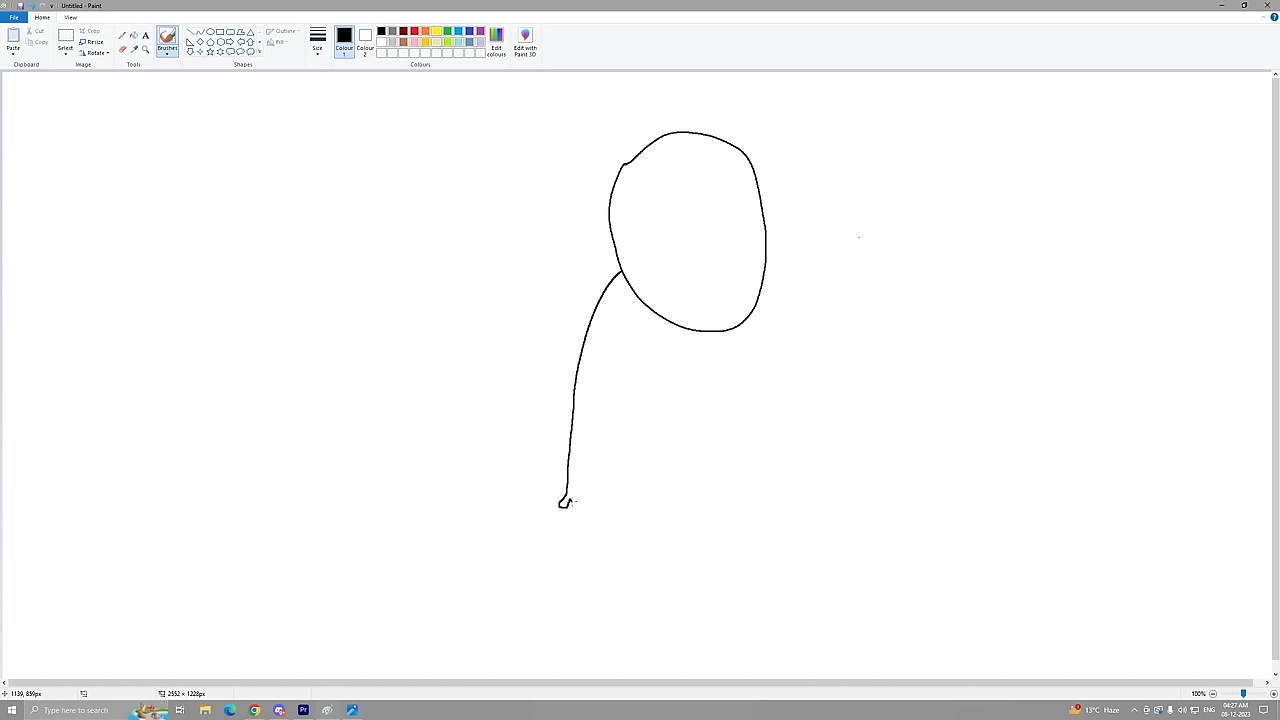 Untitled - Paint
File Home View
Paste
Cut
Copy
Clipboard
Select
Crop
Resize
Rotate
Image
Tools
A
Brushes
Shapes
Outline
Fill
Size
Colour 1
Colour 2
Edit colours
Colours
Edit with Paint 3D
1139, 859px
2552 × 1228px
100%
Type here to search
Pr
13°C Haze
ENG
04:27 AM
08-12-2023